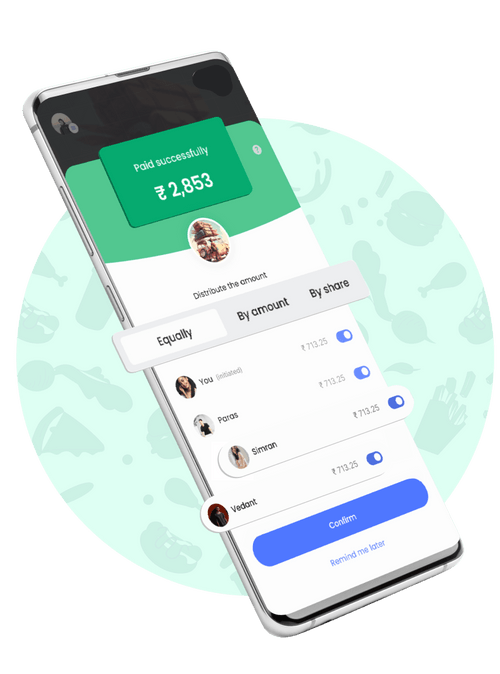 Paid successfully
₹ 2,853
?
Distribute the amount
Equally By amount By share
You (initiated) ₹ 713.25
Paras ₹ 713.25
Simran ₹ 713.25
Vedant ₹ 713.25
Confirm
Remind me later